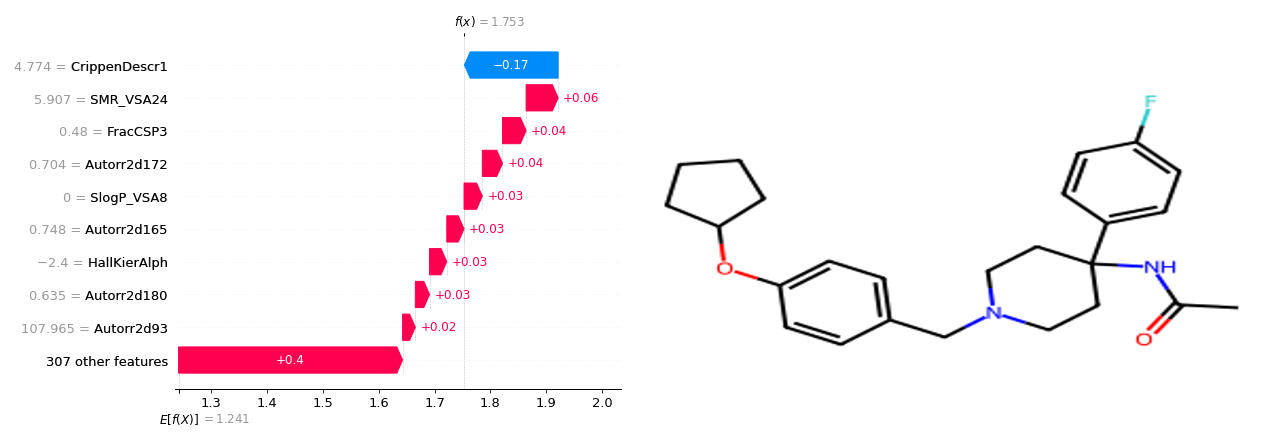 f(x) = 1.753
4.774 = CrippenDescr1 −0.17
5.907 = SMR_VSA24 +0.06
0.48 = FracCSP3 +0.04
0.704 = Autorr2d172 +0.04
0 = SlogP_VSA8 +0.03
0.748 = Autorr2d165 +0.03
−2.4 = HallKierAlph +0.03
0.635 = Autorr2d180 +0.03
107.965 = Autorr2d93 +0.02
307 other features +0.4
1.3 1.4 1.5 1.6 1.7 1.8 1.9 2.0
E[f(X)] = 1.241
F
O
NH
N
O